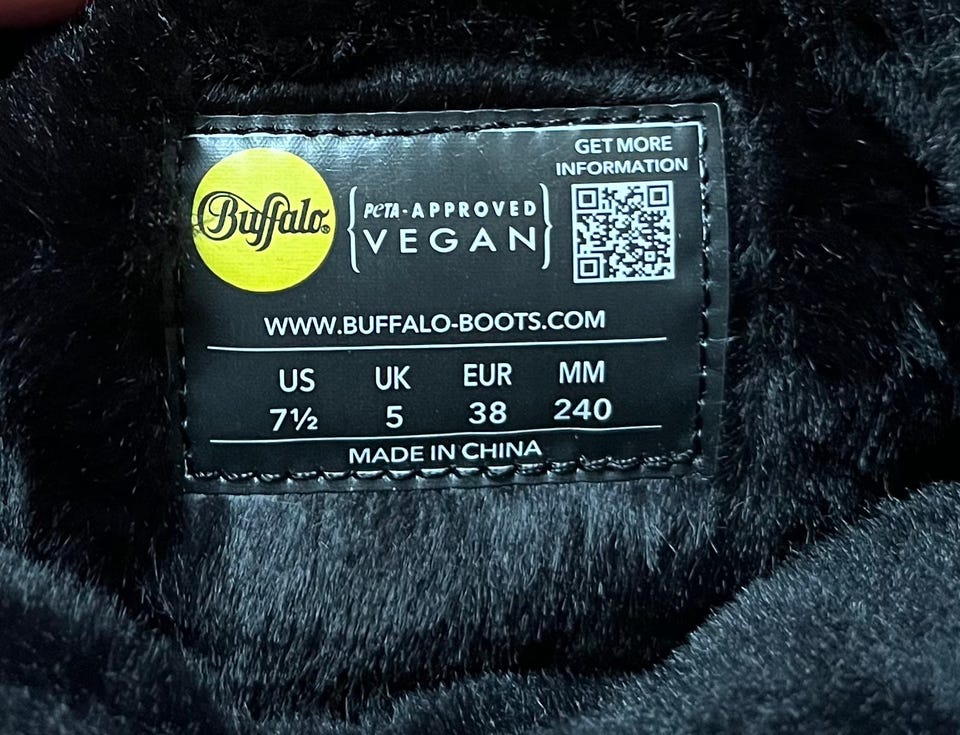 Buffalo®
PETA-APPROVED
VEGAN
GET MORE
INFORMATION
WWW.BUFFALO-BOOTS.COM
US UK EUR MM
7½ 5 38 240
MADE IN CHINA